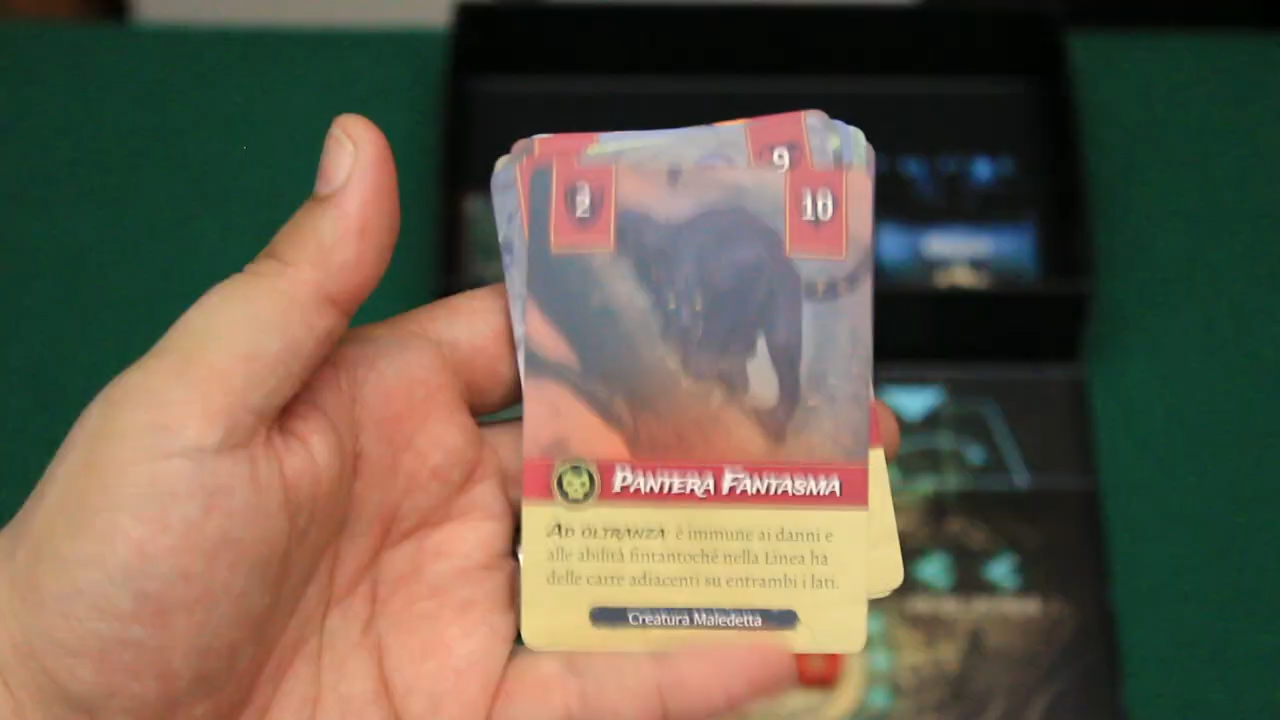 9
2
10
PANTERA FANTASMA
AD OLTRANZA: è immune ai danni e
alle abilità fintantoché nella Linea ha
delle carte adiacenti su entrambi i lati.
Creatura Maledetta